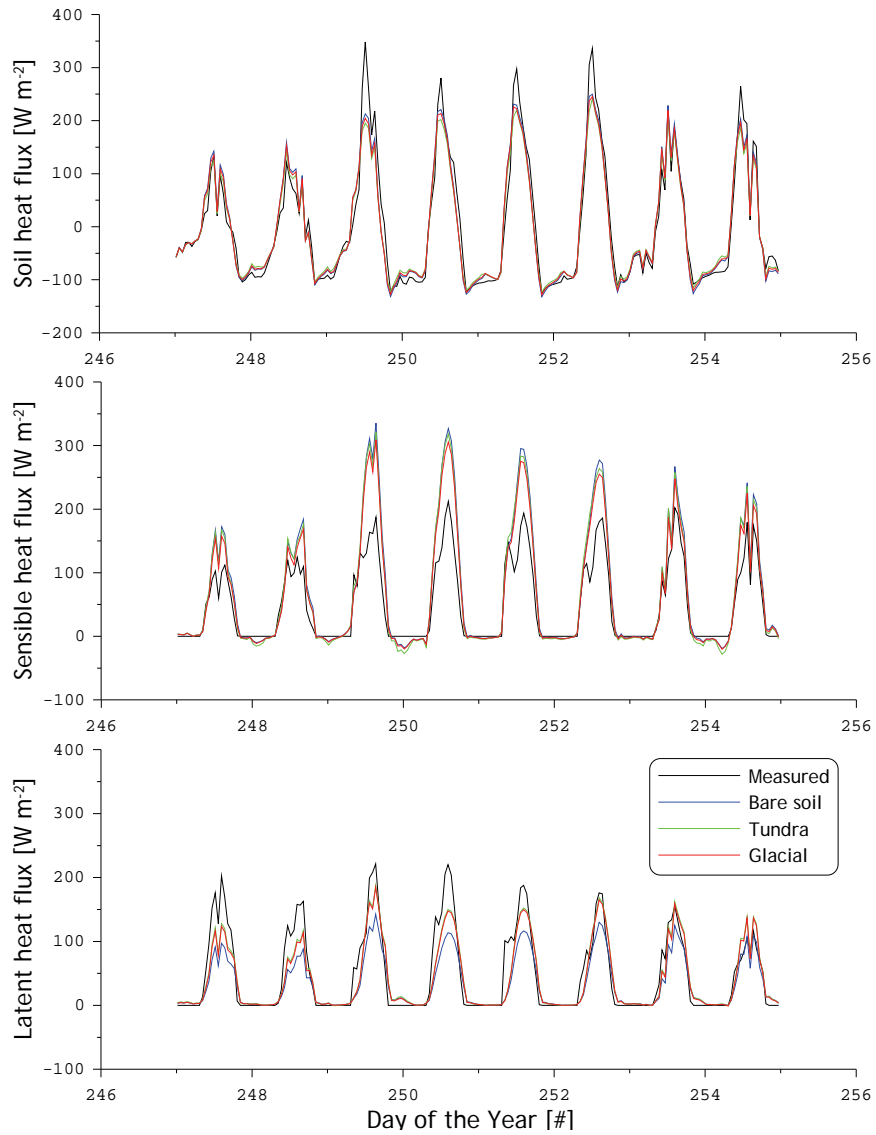 400
300
200
100
0
-100
-200
Soil heat flux [W m-2]
246 248 250 252 254 256
400
300
200
100
0
-100
Sensible heat flux [W m-2]
246 248 250 252 254 256
400
300
200
100
0
-100
Latent heat flux [W m-2]
Measured
Bare soil
Tundra
Glacial
246 248 250 252 254 256
Day of the Year [#]